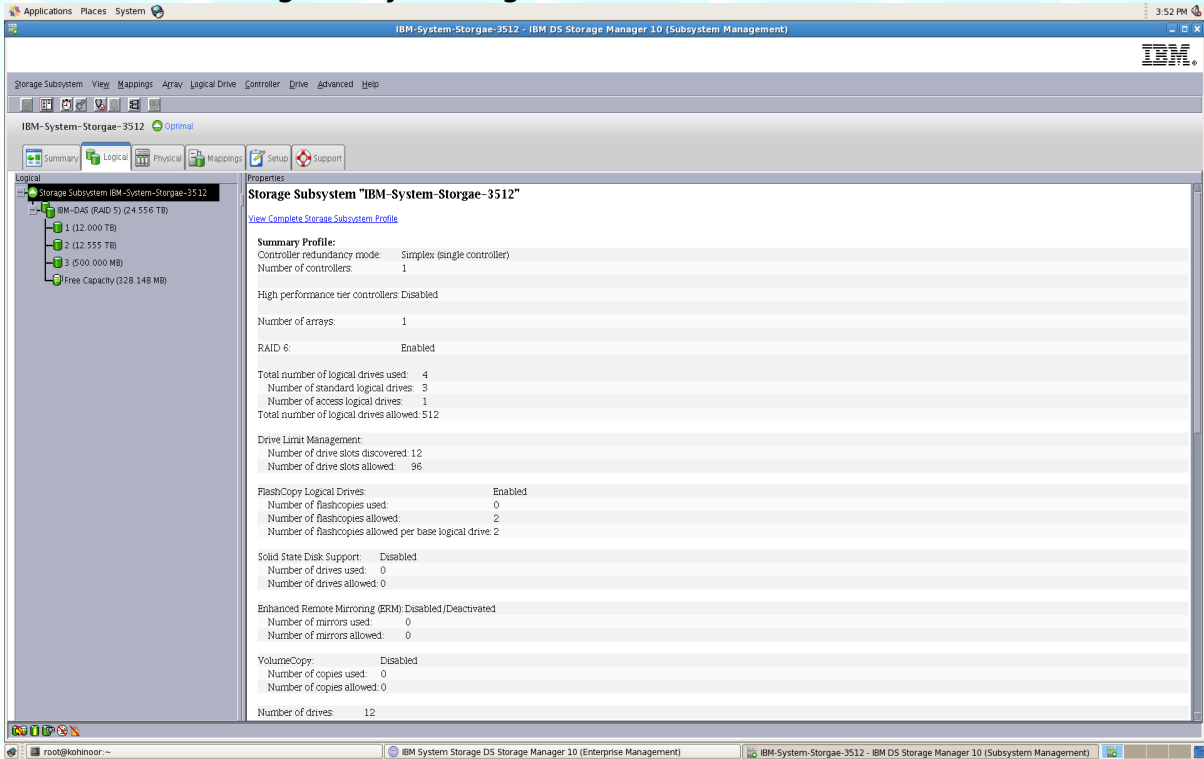 Applications Places System
3:52 PM
IBM-System-Storgae-3512 - IBM DS Storage Manager 10 (Subsystem Management)
IBM
Storage Subsystem View Mappings Array Logical Drive Controller Drive Advanced Help
IBM-System-Storgae-3512 Optimal
Summary Logical Physical Mappings Setup Support
Logical
Storage Subsystem IBM-System-Storgae-3512
IBM-DAS (RAID 5) (24.556 TB)
1 (12.000 TB)
2 (12.555 TB)
3 (500.000 MB)
Free Capacity (328.148 MB)
Properties
Storage Subsystem "IBM-System-Storgae-3512"
View Complete Storage Subsystem Profile
Summary Profile:
Controller redundancy mode: Simplex (single controller)
Number of controllers: 1
High performance tier controllers: Disabled
Number of arrays: 1
RAID 6: Enabled
Total number of logical drives used: 4
Number of standard logical drives: 3
Number of access logical drives: 1
Total number of logical drives allowed: 512
Drive Limit Management:
Number of drive slots discovered: 12
Number of drive slots allowed: 96
FlashCopy Logical Drives: Enabled
Number of flashcopies used: 0
Number of flashcopies allowed: 2
Number of flashcopies allowed per base logical drive: 2
Solid State Disk Support: Disabled
Number of drives used: 0
Number of drives allowed: 0
Enhanced Remote Mirroring (ERM): Disabled/Deactivated
Number of mirrors used: 0
Number of mirrors allowed: 0
VolumeCopy: Disabled
Number of copies used: 0
Number of copies allowed: 0
Number of drives: 12
root@kohinoor:~
IBM System Storage DS Storage Manager 10 (Enterprise Management)
IBM-System-Storgae-3512 - IBM DS Storage Manager 10 (Subsystem Management)